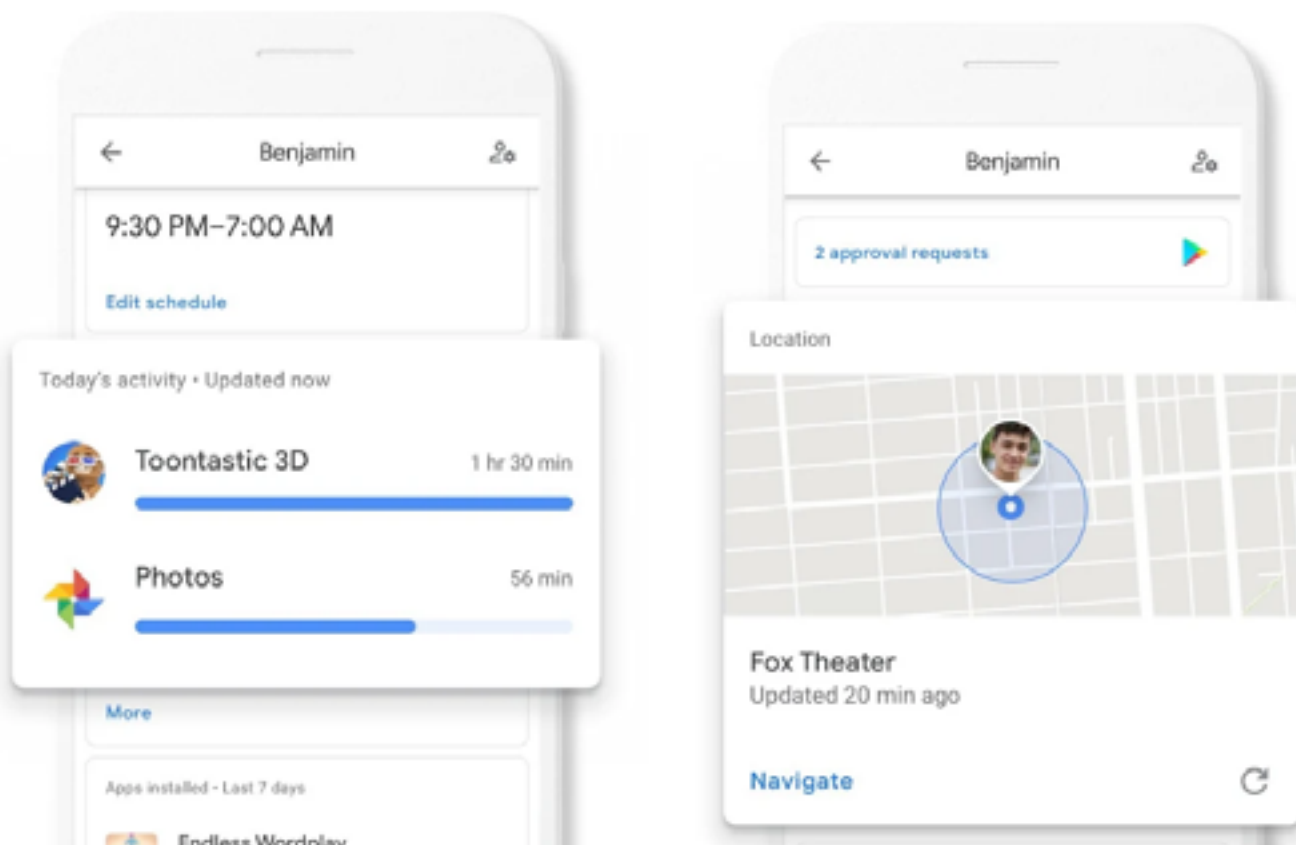 Benjamin
9:30 PM–7:00 AM
Edit schedule
Today's activity • Updated now
Toontastic 3D
1 hr 30 min
Photos
56 min
More
Apps installed - Last 7 days
Endless Wordplay
Benjamin
2 approval requests
Location
Fox Theater
Updated 20 min ago
Navigate